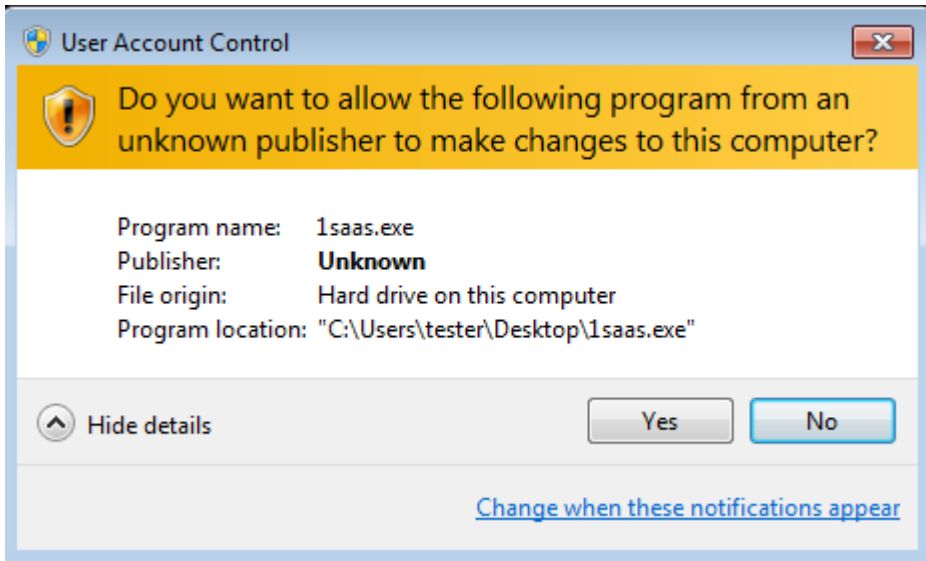 User Account Control
Do you want to allow the following program from an
unknown publisher to make changes to this computer?
Program name: 1saas.exe
Publisher: Unknown
File origin: Hard drive on this computer
Program location: "C:\Users\tester\Desktop\1saas.exe"
Hide details Yes No
Change when these notifications appear